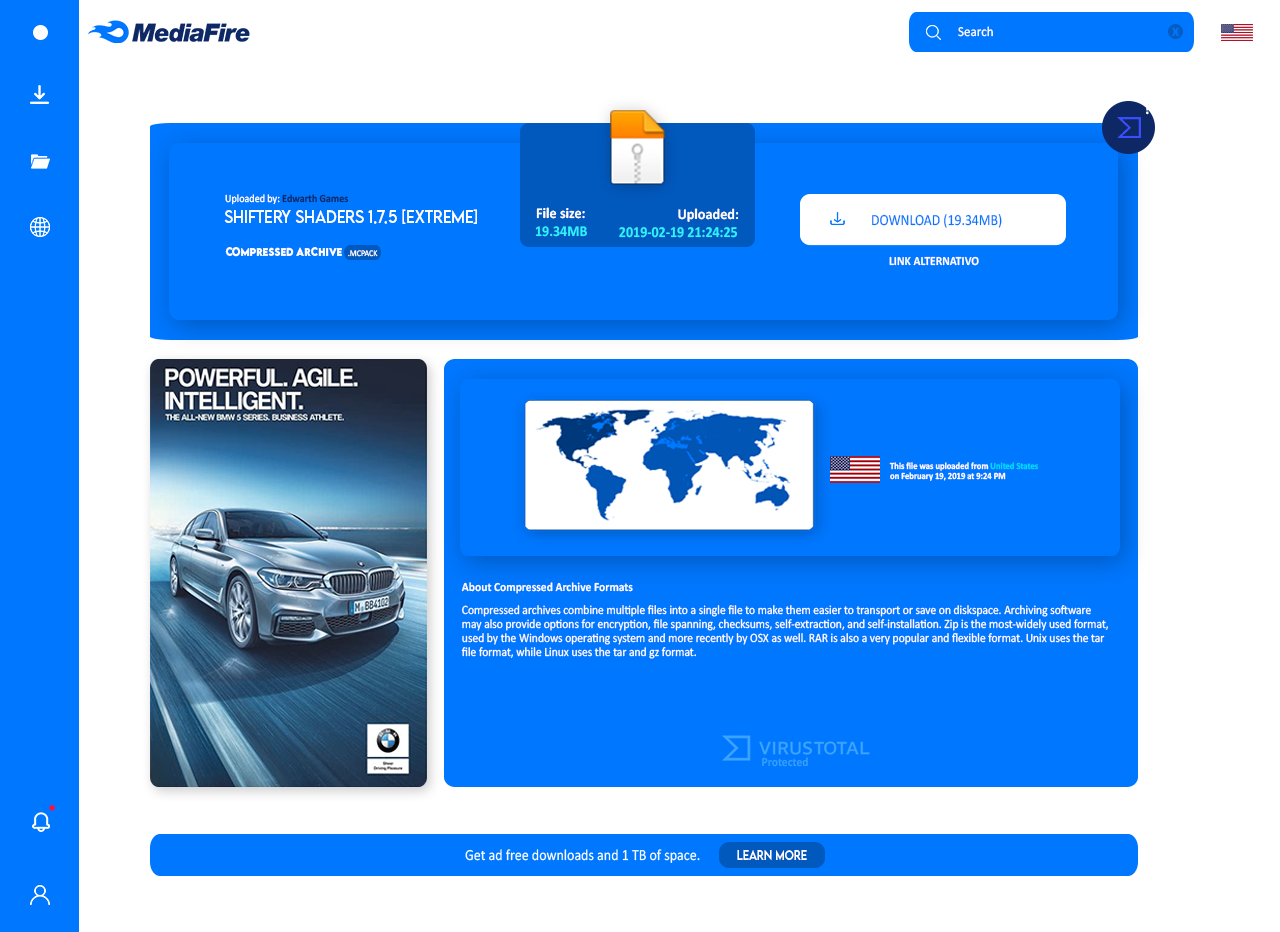 MediaFire
Search
X
Uploaded by: Edwarth Games
SHIFTERY SHADERS 1,7,5 [EXTREME]
COMPRESSED ARCHIVE .MCPACK
File size:
19.34MB
Uploaded:
2019-02-19 21:24:25
DOWNLOAD (19.34MB)
LINK ALTERNATIVO
POWERFUL. AGILE.
INTELLIGENT.
THE ALL-NEW BMW 5 SERIES. BUSINESS ATHLETE.
M BB4102
BMW
Sheer
Driving Pleasure
This file was uploaded from United States
on February 19, 2019 at 9:24 PM
About Compressed Archive Formats
Compressed archives combine multiple files into a single file to make them easier to transport or save on diskspace. Archiving software
may also provide options for encryption, file spanning, checksums, self-extraction, and self-installation. Zip is the most-widely used format,
used by the Windows operating system and more recently by OSX as well. RAR is also a very popular and flexible format. Unix uses the tar
file format, while Linux uses the tar and gz format.
VIRUSTOTAL
Protected
Get ad free downloads and 1 TB of space.
LEARN MORE